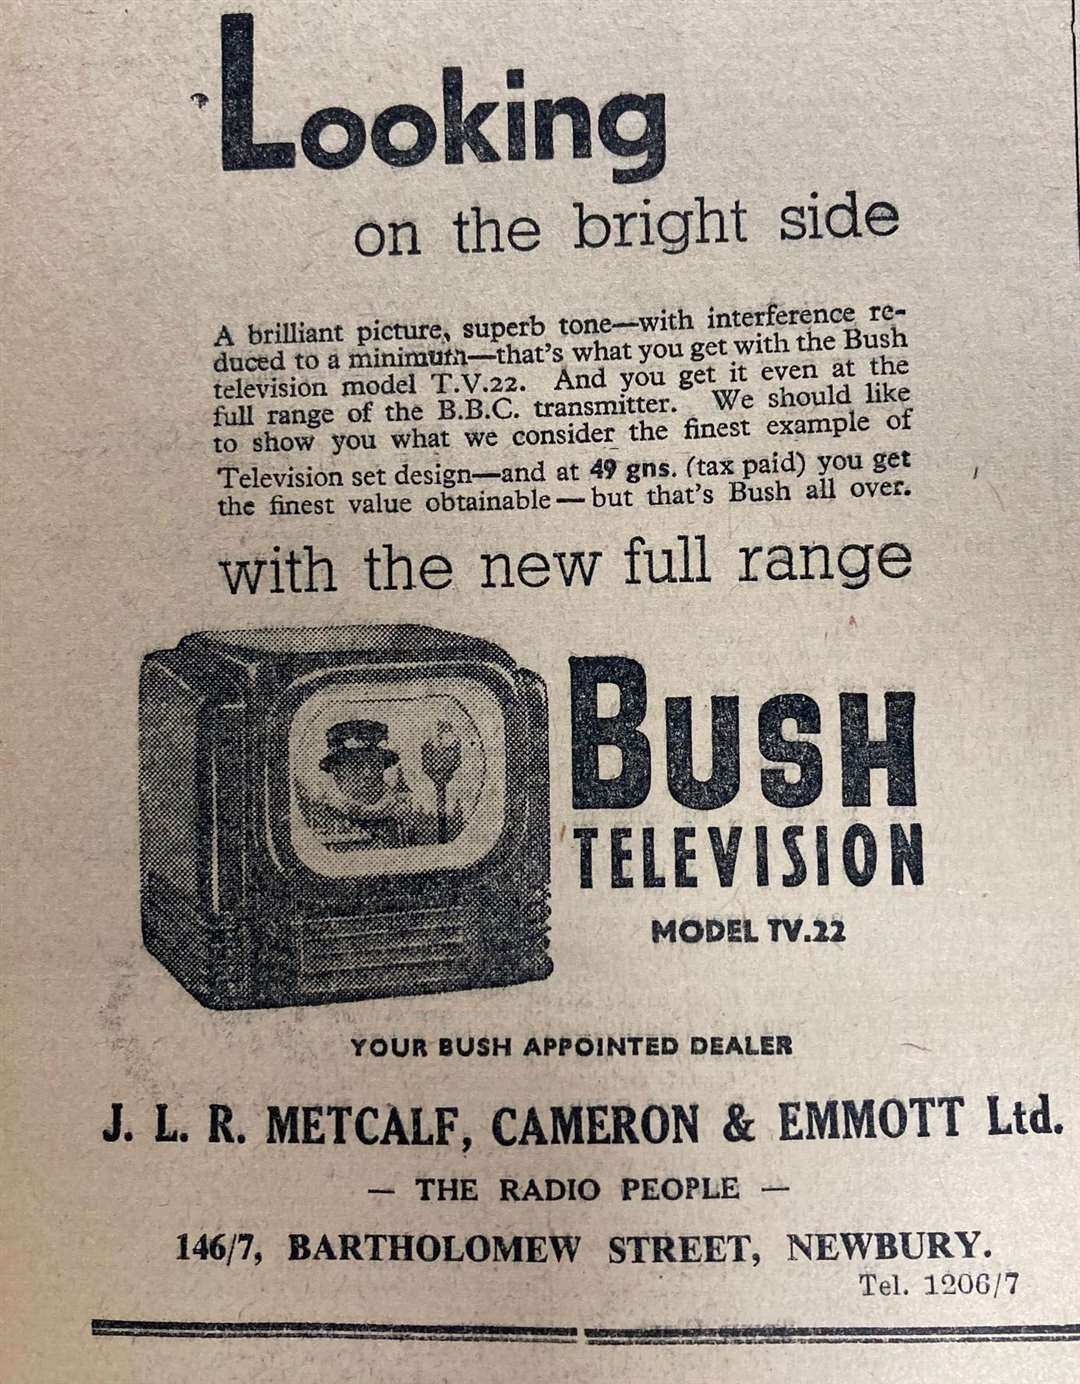 Looking
on the bright side
A brilliant picture, superb tone—with interference re-
duced to a minimum—that's what you get with the Bush
television model T.V.22. And you get it even at the
full range of the B.B.C. transmitter. We should like
to show you what we consider the finest example of
Television set design—and at 49 gns. (tax paid) you get
the finest value obtainable—but that's Bush all over.
with the new full range
BUSH
TELEVISION
MODEL TV.22
YOUR BUSH APPOINTED DEALER
J. L. R. METCALF, CAMERON & EMMOTT Ltd.
— THE RADIO PEOPLE —
146/7, BARTHOLOMEW STREET, NEWBURY.
Tel. 1206/7